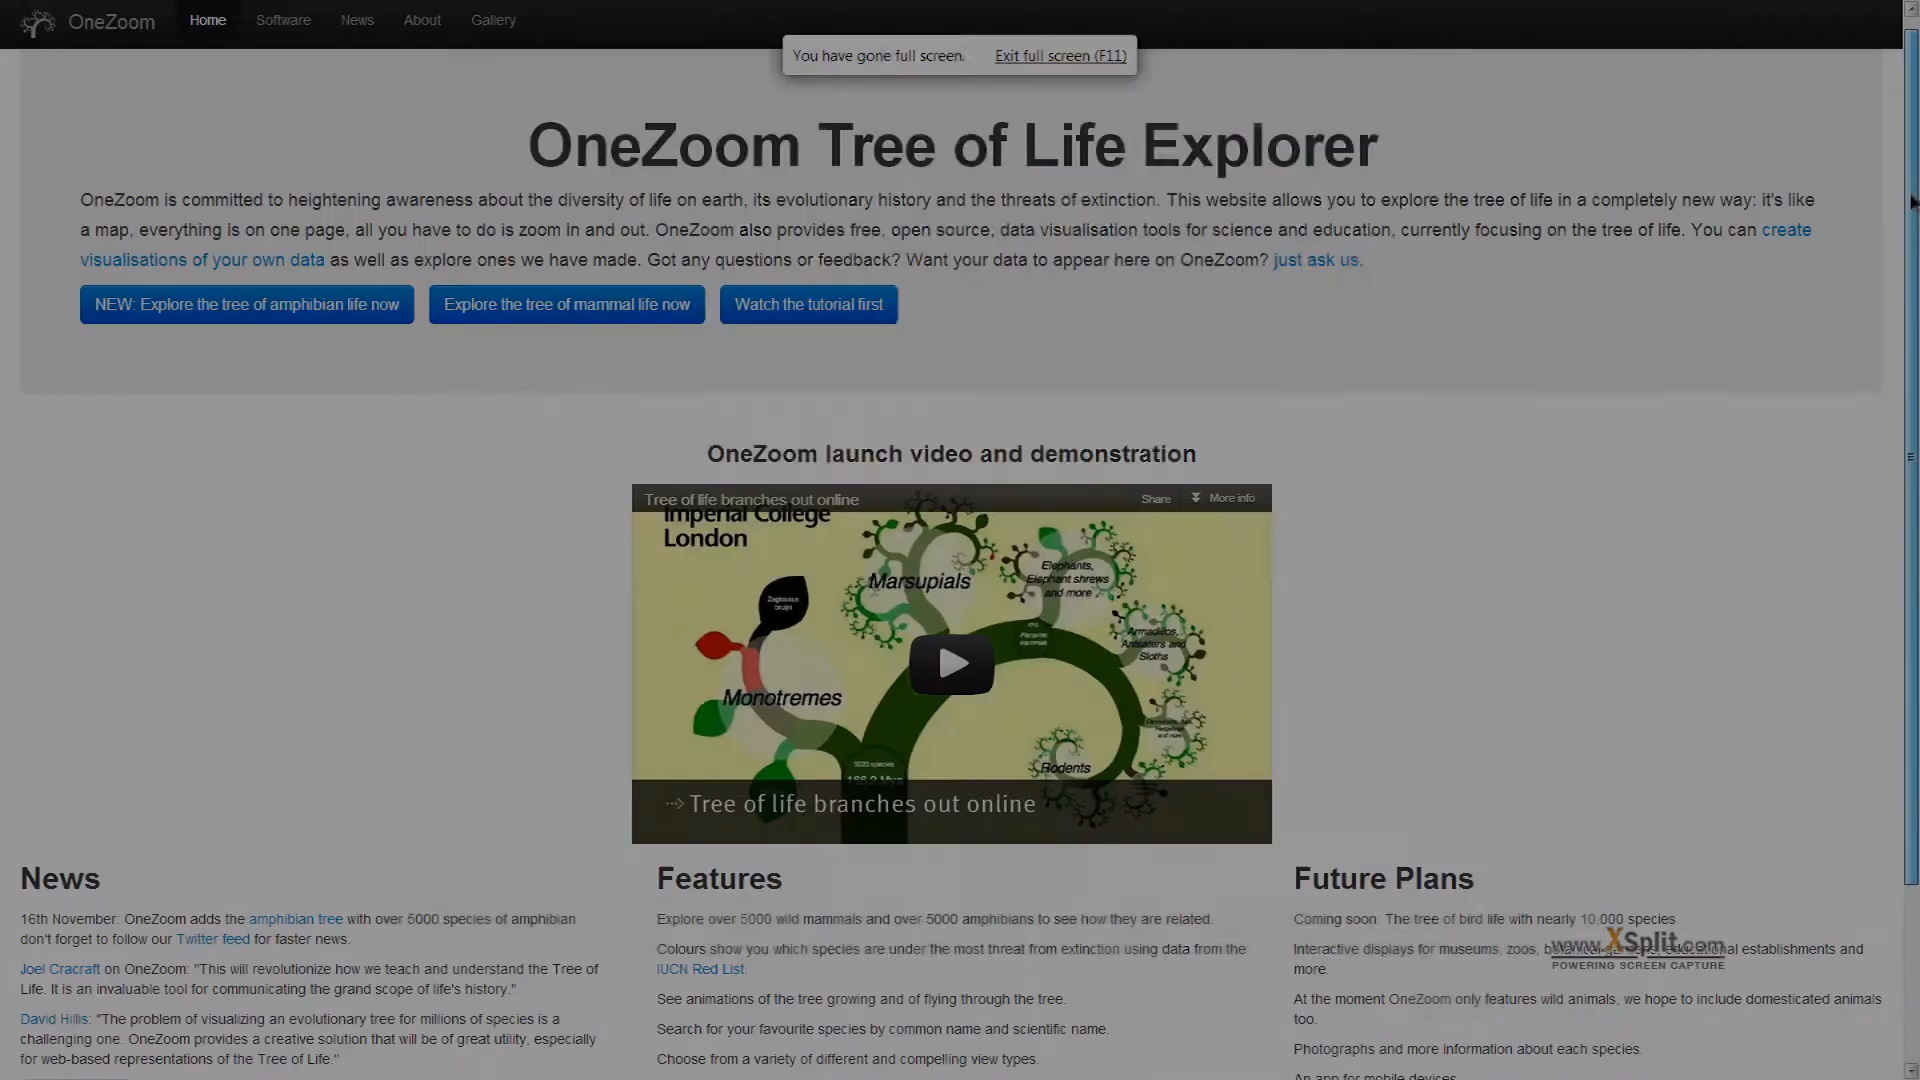 OneZoom Home Software News About Gallery
You have gone full screen. Exit full screen (F11)
OneZoom Tree of Life Explorer
OneZoom is committed to heightening awareness about the diversity of life on earth, its evolutionary history and the threats of extinction. This website allows you to explore the tree of life in a completely new way: it's like
a map, everything is on one page, all you have to do is zoom in and out. OneZoom also provides free, open source, data visualisation tools for science and education, currently focusing on the tree of life. You can create
visualisations of your own data as well as explore ones we have made. Got any questions or feedback? Want your data to appear here on OneZoom? just ask us.
NEW: Explore the tree of amphibian life now Explore the tree of mammal life now Watch the tutorial first
OneZoom launch video and demonstration
Tree of life branches out online Share More info
Imperial College
London
Marsupials
Elephants,
Elephant shrews
and more
Zaglossus
bruijn
Armadillos,
Anteaters and
Sloths
Monotremes
Rodents
5020 species
166.2 Mya
Tree of life branches out online
News
16th November: OneZoom adds the amphibian tree with over 5000 species of amphibian
don't forget to follow our Twitter feed for faster news.
Joel Cracraft on OneZoom: "This will revolutionize how we teach and understand the Tree of
Life. It is an invaluable tool for communicating the grand scope of life's history."
David Hillis: "The problem of visualizing an evolutionary tree for millions of species is a
challenging one. OneZoom provides a creative solution that will be of great utility, especially
for web-based representations of the Tree of Life."
Features
Explore over 5000 wild mammals and over 5000 amphibians to see how they are related.
Colours show you which species are under the most threat from extinction using data from the
IUCN Red List.
See animations of the tree growing and of flying through the tree.
Search for your favourite species by common name and scientific name.
Choose from a variety of different and compelling view types.
Future Plans
Coming soon: The tree of bird life with nearly 10,000 species.
Interactive displays for museums, zoos, botanical gardens, educational establishments and
more.
At the moment OneZoom only features wild animals, we hope to include domesticated animals
too.
Photographs and more information about each species.
An app for mobile devices.
www.XSplit.com
POWERING SCREEN CAPTURE